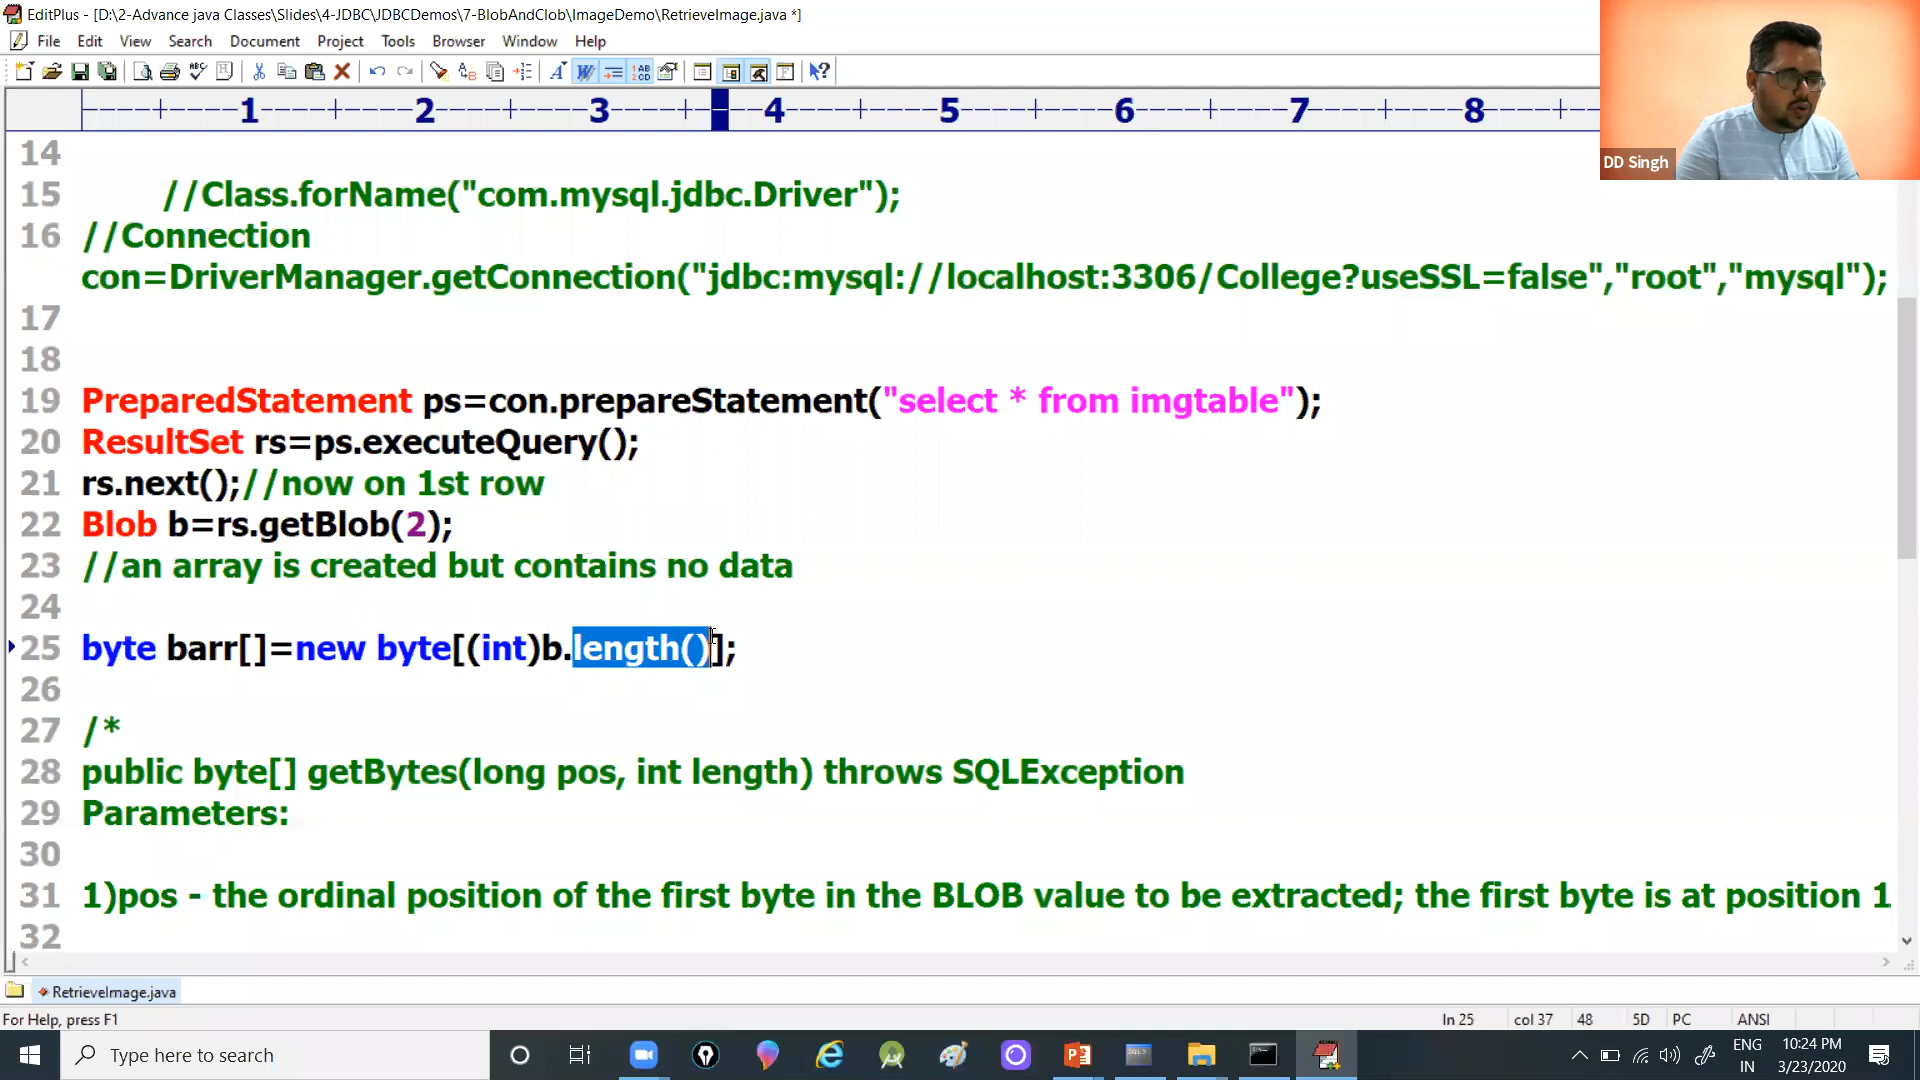 EditPlus - [D:\2-Advance java Classes\Slides\4-JDBC\JDBCDemos\7-BlobAndClob\ImageDemo\RetrieveImage.java *]
File Edit View Search Document Project Tools Browser Window Help
1 2 3 4 5 6 7 8
DD Singh
14
15 //Class.forName("com.mysql.jdbc.Driver");
16 //Connection
con=DriverManager.getConnection("jdbc:mysql://localhost:3306/College?useSSL=false","root","mysql");
17
18
19 PreparedStatement ps=con.prepareStatement("select * from imgtable");
20 ResultSet rs=ps.executeQuery();
21 rs.next();//now on 1st row
22 Blob b=rs.getBlob(2);
23 //an array is created but contains no data
24
25 byte barr[]=new byte[(int)b.length()];
26
27 /*
28 public byte[] getBytes(long pos, int length) throws SQLException
29 Parameters:
30
31 1)pos - the ordinal position of the first byte in the BLOB value to be extracted; the first byte is at position 1
32
RetrieveImage.java
For Help, press F1 ln 25 col 37 48 5D PC ANSI
Type here to search
ENG
IN
10:24 PM
3/23/2020